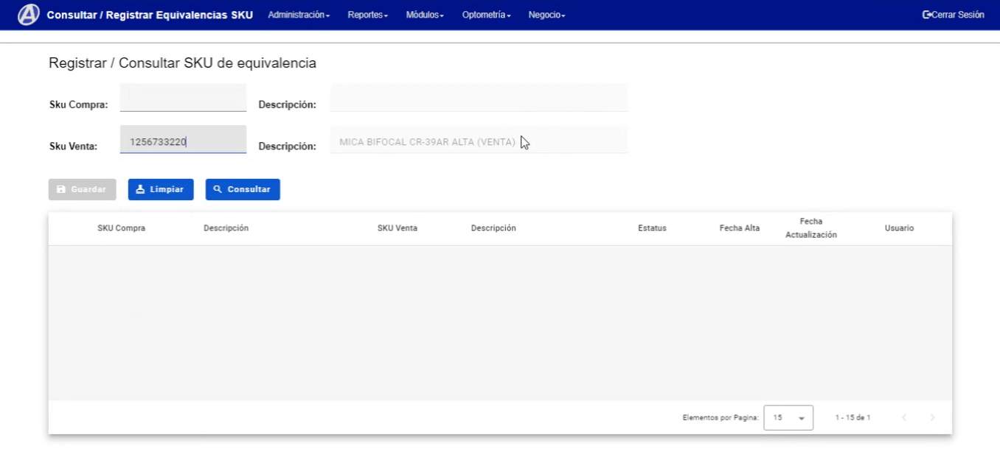 Consultar / Registrar Equivalencias SKU Administración Reportes Módulos Optometría Negocio Cerrar Sesión
Registrar / Consultar SKU de equivalencia
Sku Compra: Descripción:
Sku Venta: 1256733220 Descripción: MICA BIFOCAL CR-39AR ALTA (VENTA)
Guardar Limpiar Consultar
SKU Compra Descripción SKU Venta Descripción Estatus Fecha Alta Fecha Actualización Usuario
Elementos por Pagina: 15 1 - 15 de 1